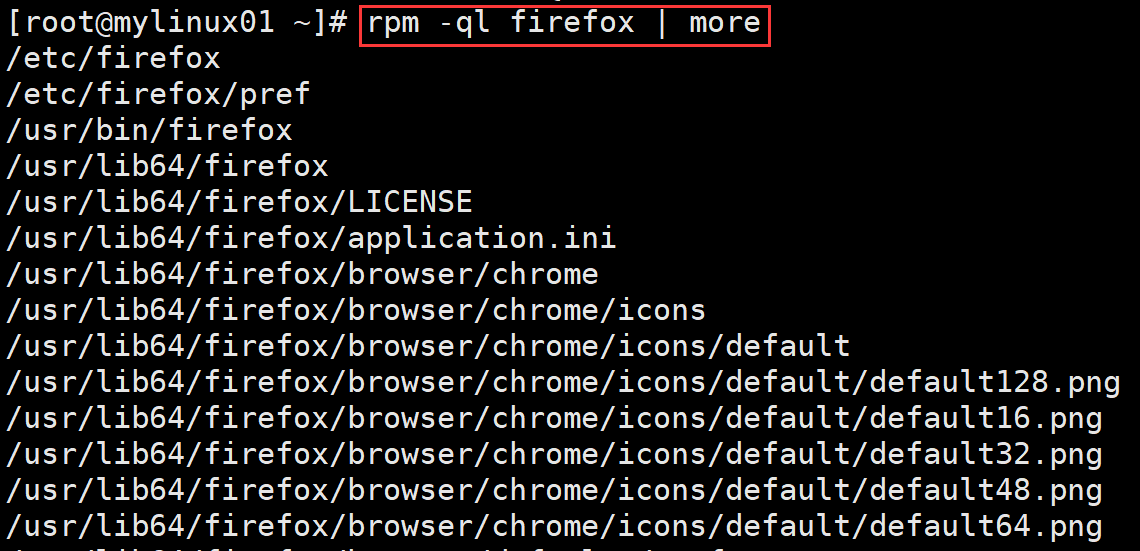 [root@mylinux01 ~]# rpm -ql firefox | more
/etc/firefox
/etc/firefox/pref
/usr/bin/firefox
/usr/lib64/firefox
/usr/lib64/firefox/LICENSE
/usr/lib64/firefox/application.ini
/usr/lib64/firefox/browser/chrome
/usr/lib64/firefox/browser/chrome/icons
/usr/lib64/firefox/browser/chrome/icons/default
/usr/lib64/firefox/browser/chrome/icons/default/default128.png
/usr/lib64/firefox/browser/chrome/icons/default/default16.png
/usr/lib64/firefox/browser/chrome/icons/default/default32.png
/usr/lib64/firefox/browser/chrome/icons/default/default48.png
/usr/lib64/firefox/browser/chrome/icons/default/default64.png